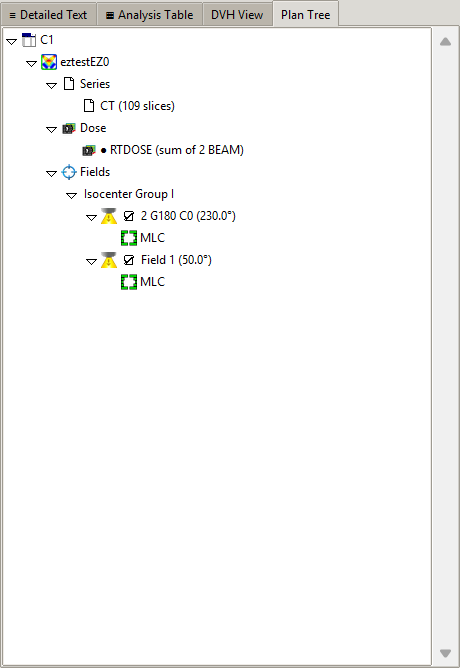 ≡ Detailed Text ▦ Analysis Table DVH View Plan Tree
C1
eztestEZ0
Series
CT (109 slices)
Dose
● RTDOSE (sum of 2 BEAM)
Fields
Isocenter Group I
2 G180 C0 (230.0°)
MLC
Field 1 (50.0°)
MLC